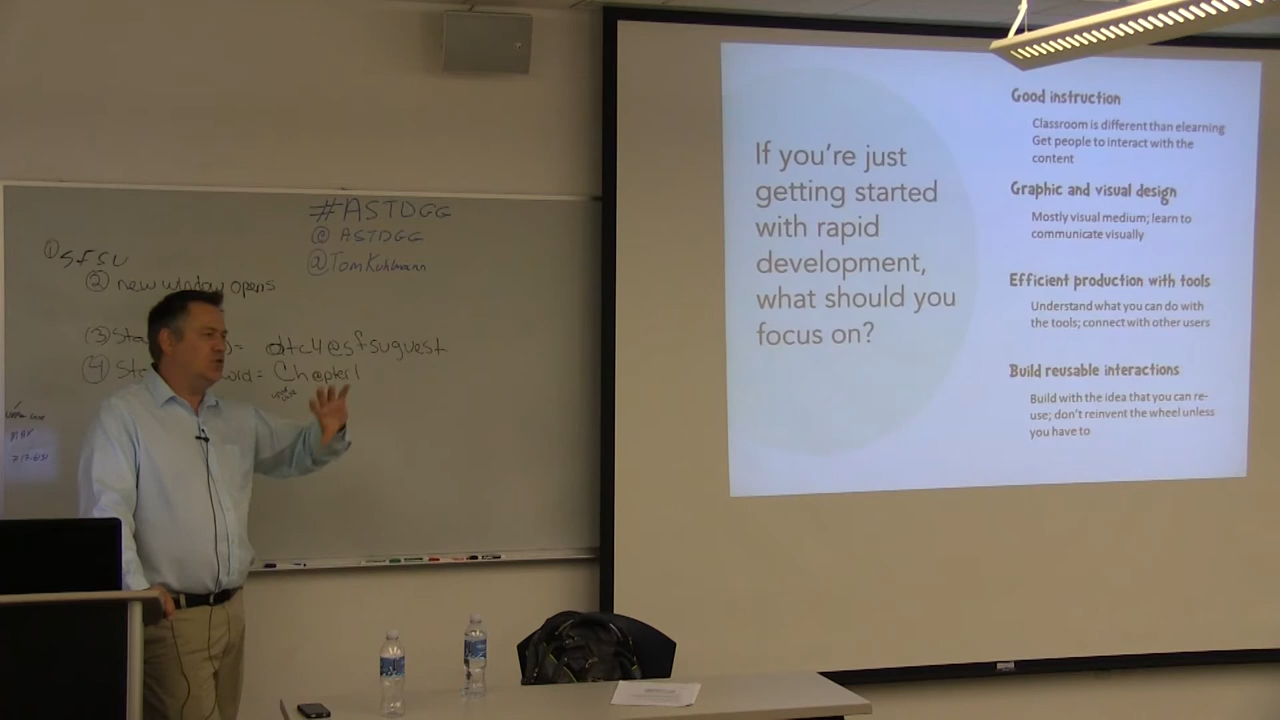 #ASTDGG
@ASTDGG
@TomKuhlmann
① SFSU
② new window opens
(3) Sta = dtc4@sfsuguest
(4) Sta word = Chapter1
If you're just
getting started
with rapid
development,
what should you
focus on?
Good instruction
Classroom is different than elearning
Get people to interact with the
content
Graphic and visual design
Mostly visual medium; learn to
communicate visually
Efficient production with tools
Understand what you can do with
the tools; connect with other users
Build reusable interactions
Build with the idea that you can re-
use; don't reinvent the wheel unless
you have to